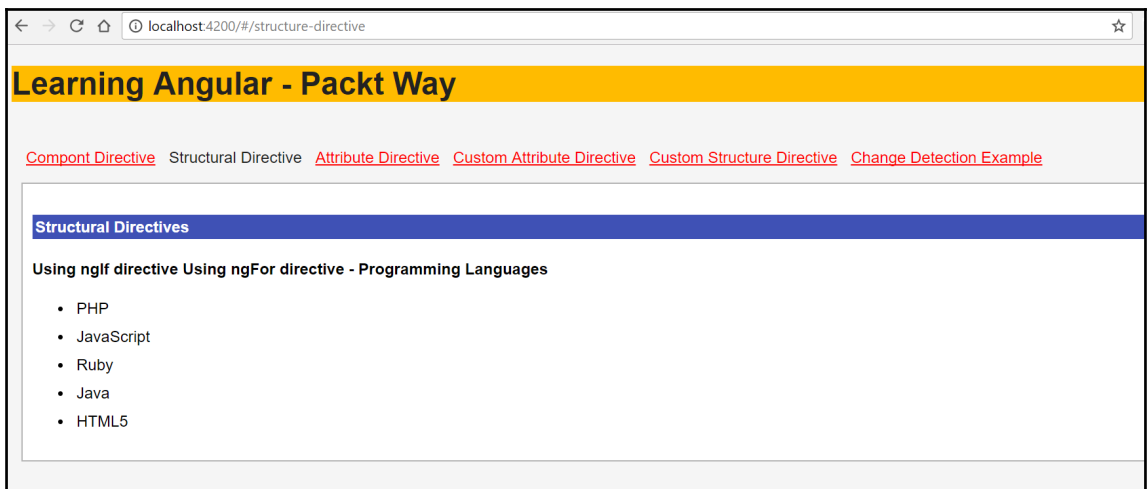 localhost:4200/#/structure-directive
Learning Angular - Packt Way
Compont Directive Structural Directive Attribute Directive Custom Attribute Directive Custom Structure Directive Change Detection Example
Structural Directives
Using ngIf directive Using ngFor directive - Programming Languages
• PHP
• JavaScript
• Ruby
• Java
• HTML5